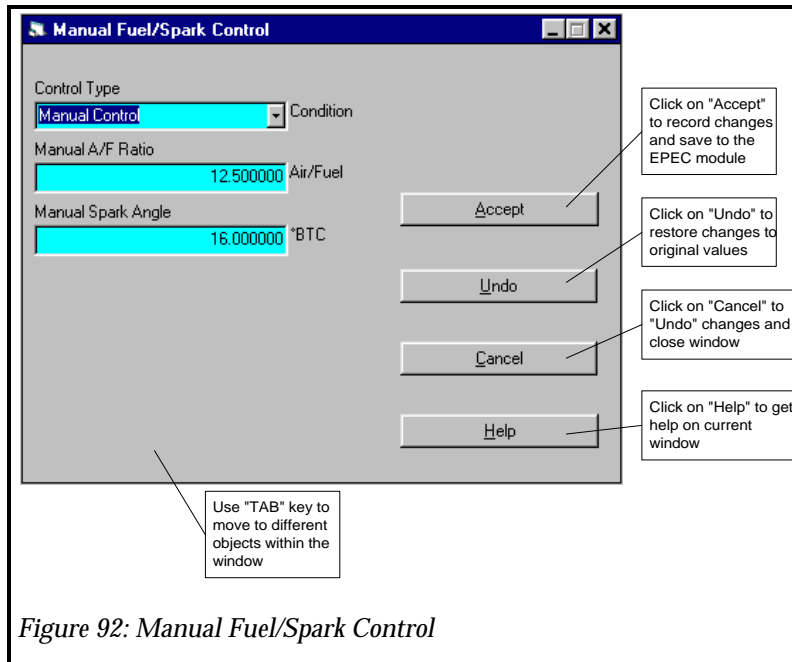 Manual Fuel/Spark Control
Control Type
Manual Control
Condition
Manual A/F Ratio
12.500000
Air/Fuel
Manual Spark Angle
16.000000
°BTC
Accept
Undo
Cancel
Help
Click on "Accept"
to record changes
and save to the
EPEC module
Click on "Undo" to
restore changes to
original values
Click on "Cancel" to
"Undo" changes and
close window
Click on "Help" to get
help on current
window
Use "TAB" key to
move to different
objects within the
window
Figure 92: Manual Fuel/Spark Control